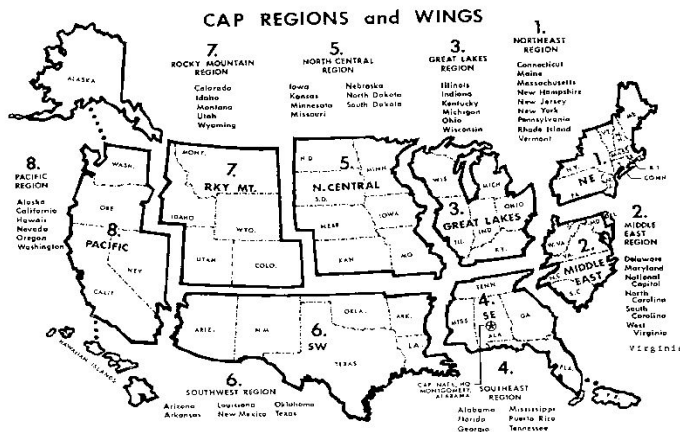 CAP REGIONS and WINGS
1.
NORTHEAST
REGION
Connecticut
Maine
Massachusetts
New Hampshire
New Jersey
New York
Pennsylvania
Rhode Island
Vermont
3.
GREAT LAKES
REGION
Illinois
Indiana
Kentucky
Michigan
Ohio
Wisconsin
5.
NORTH CENTRAL
REGION
Iowa
Kansas
Minnesota
Missouri
Nebraska
North Dakota
South Dakota
7.
ROCKY MOUNTAIN
REGION
Colorado
Idaho
Montana
Utah
Wyoming
ALASKA
8.
PACIFIC
REGION
Alaska
California
Hawaii
Nevada
Oregon
Washington
WASH.
ORE
8.
PACIFIC
NEV
CALIF
HAWAIIAN ISLANDS
MONT.
7.
RKY MT.
IDAHO
WYO.
UTAH
COLO.
N.D.
MINN.
5.
N.CENTRAL
S.D.
IOWA
NEBR
KAN
MO
WIS
MICH
3.
GREAT LAKES
OHIO
ILL
IND
KY.
ME.
VT.
N.Y.
1.
NE
PA
R.I.
CONN
2.
MIDDLE
EAST
REGION
Delaware
Maryland
National
Capitol
North
Carolina
South
Carolina
West
Virginia
Virginia
W.VA
VA.
MD
2.
MIDDLE
EAST
N.C.
S.C
ARIZ.
N.M.
OKLA.
ARK.
6.
SW
TEXAS
LA
TENN.
4.
SE
MISS
ALA
GA
FLA.
P.R.
CAP NAT'L HQ
MONTGOMERY,
ALABAMA
6.
SOUTHWEST REGION
Arizona
Arkansas
Louisiana
New Mexico
Oklahoma
Texas
4.
SOUTHEAST
REGION
Alabama
Florida
Georgia
Mississippi
Puerto Rico
Tennessee